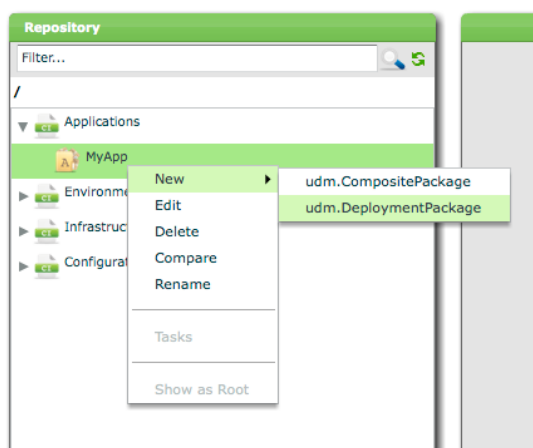 Repository
Filter...
/
Applications
MyApp
New
udm.CompositePackage
Edit
udm.DeploymentPackage
Environme
Delete
Infrastruc
Compare
Configurat
Rename
Tasks
Show as Root